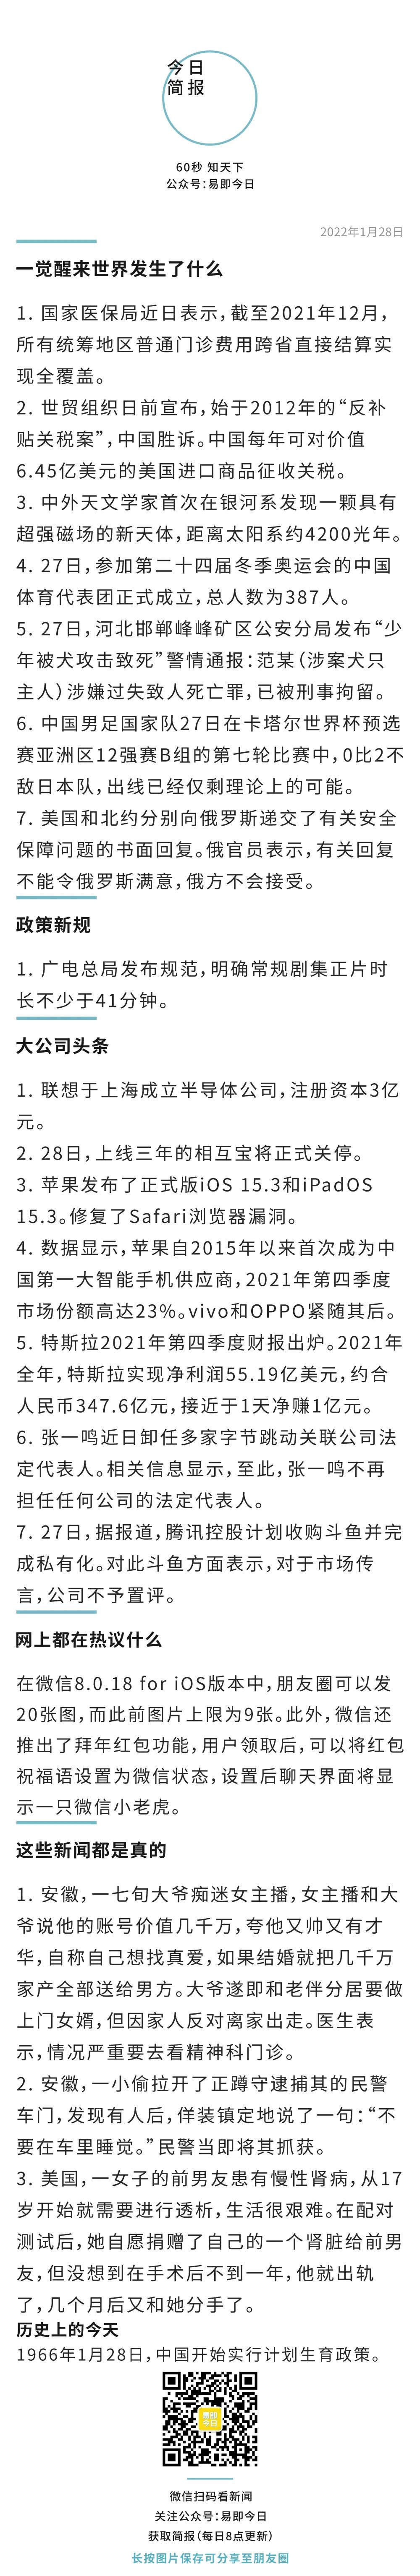 今日
简报
60秒 知天下
公众号：易即今日
2022年1月28日
一觉醒来世界发生了什么
1. 国家医保局近日表示，截至2021年12月，
所有统筹地区普通门诊费用跨省直接结算实
现全覆盖。
2. 世贸组织日前宣布，始于2012年的“反补
贴关税案”，中国胜诉。中国每年可对价值
6.45亿美元的美国进口商品征收关税。
3. 中外天文学家首次在银河系发现一颗具有
超强磁场的新天体，距离太阳系约4200光年。
4. 27日，参加第二十四届冬季奥运会的中国
体育代表团正式成立，总人数为387人。
5. 27日，河北邯郸峰峰矿区公安分局发布“少
年被犬攻击致死”警情通报：范某（涉案犬只
主人）涉嫌过失致人死亡罪，已被刑事拘留。
6. 中国男足国家队27日在卡塔尔世界杯预选
赛亚洲区12强赛B组的第七轮比赛中，0比2不
敌日本队，出线已经仅剩理论上的可能。
7. 美国和北约分别向俄罗斯递交了有关安全
保障问题的书面回复。俄官员表示，有关回复
不能令俄罗斯满意，俄方不会接受。
政策新规
1. 广电总局发布规范，明确常规剧集正片时
长不少于41分钟。
大公司头条
1. 联想于上海成立半导体公司，注册资本3亿
元。
2. 28日，上线三年的相互宝将正式关停。
3. 苹果发布了正式版iOS 15.3和iPadOS
15.3。修复了Safari浏览器漏洞。
4. 数据显示，苹果自2015年以来首次成为中
国第一大智能手机供应商，2021年第四季度
市场份额高达23%。vivo和OPPO紧随其后。
5. 特斯拉2021年第四季度财报出炉。2021年
全年，特斯拉实现净利润55.19亿美元，约合
人民币347.6亿元，接近于1天净赚1亿元。
6. 张一鸣近日卸任多家字节跳动关联公司法
定代表人。相关信息显示，至此，张一鸣不再
担任任何公司的法定代表人。
7. 27日，据报道，腾讯控股计划收购斗鱼并完
成私有化。对此斗鱼方面表示，对于市场传
言，公司不予置评。
网上都在热议什么
在微信8.0.18 for iOS版本中，朋友圈可以发
20张图，而此前图片上限为9张。此外，微信还
推出了拜年红包功能，用户领取后，可以将红包
祝福语设置为微信状态，设置后聊天界面将显
示一只微信小老虎。
这些新闻都是真的
1. 安徽，一七旬大爷痴迷女主播，女主播和大
爷说他的账号价值几千万，夸他又帅又有才
华，自称自己想找真爱，如果结婚就把几千万
家产全部送给男方。大爷遂即和老伴分居要做
上门女婿，但因家人反对离家出走。医生表
示，情况严重要去看精神科门诊。
2. 安徽，一小偷拉开了正蹲守逮捕其的民警
车门，发现有人后，佯装镇定地说了一句：“不
要在车里睡觉。”民警当即将其抓获。
3. 美国，一女子的前男友患有慢性肾病，从17
岁开始就需要进行透析，生活很艰难。在配对
测试后，她自愿捐赠了自己的一个肾脏给前男
友，但没想到在手术后不到一年，他就出轨
了，几个月后又和她分手了。
历史上的今天
1966年1月28日，中国开始实行计划生育政策。
易即
今日
微信扫码看新闻
关注公众号：易即今日
获取简报（每日8点更新）
长按图片保存可分享至朋友圈